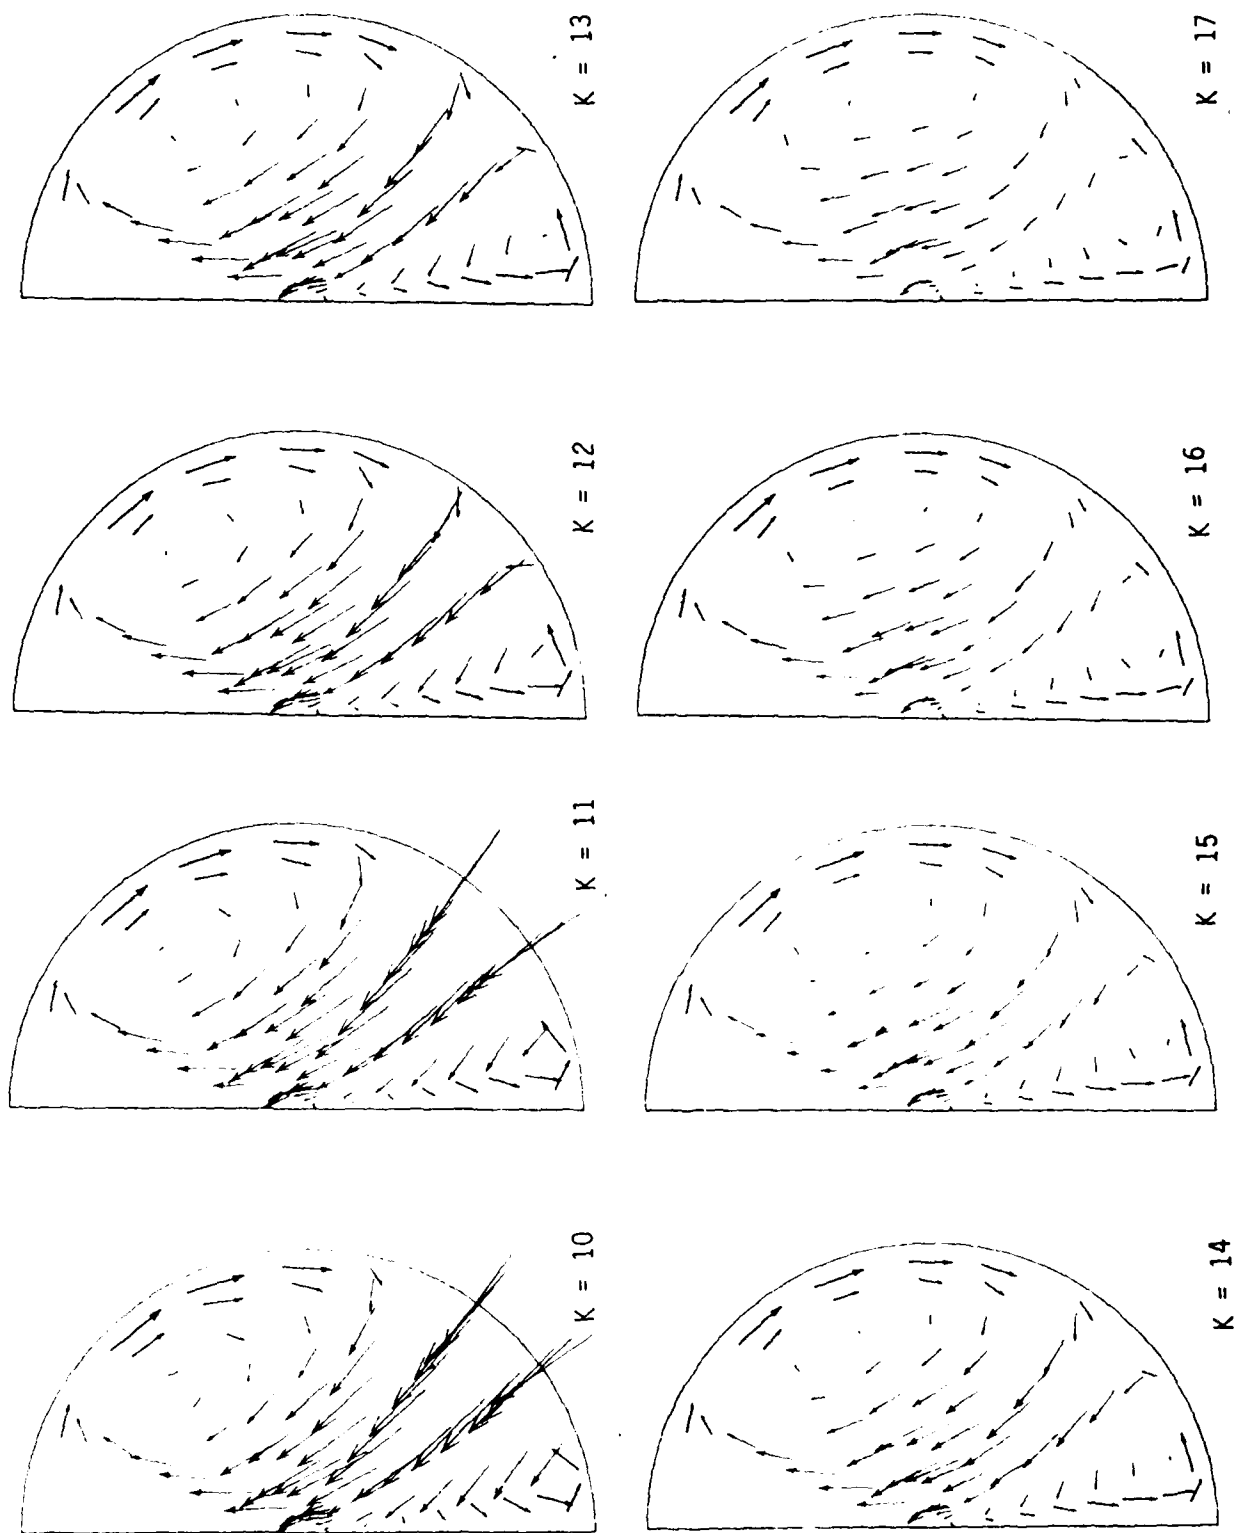 K = 10
K = 11
K = 12
K = 13
K = 14
K = 15
K = 16
K = 17